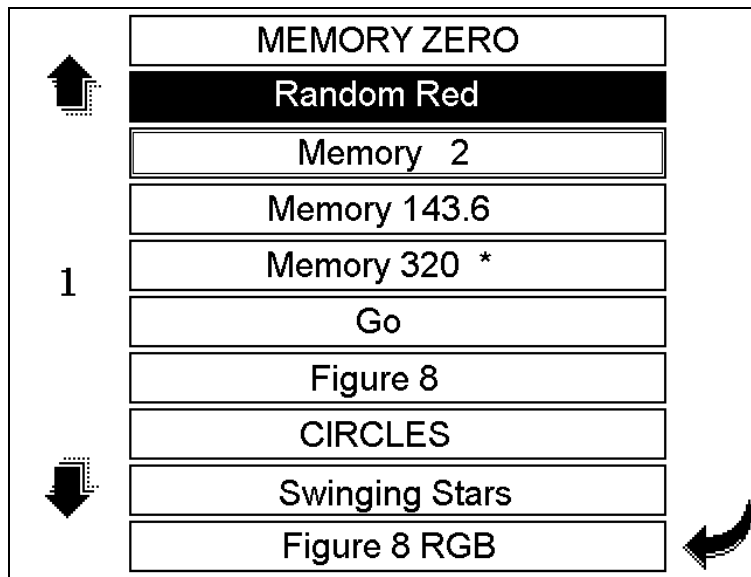 MEMORY ZERO
Random Red
Memory 2
Memory 143.6
Memory 320 *
1
Go
Figure 8
CIRCLES
Swinging Stars
Figure 8 RGB